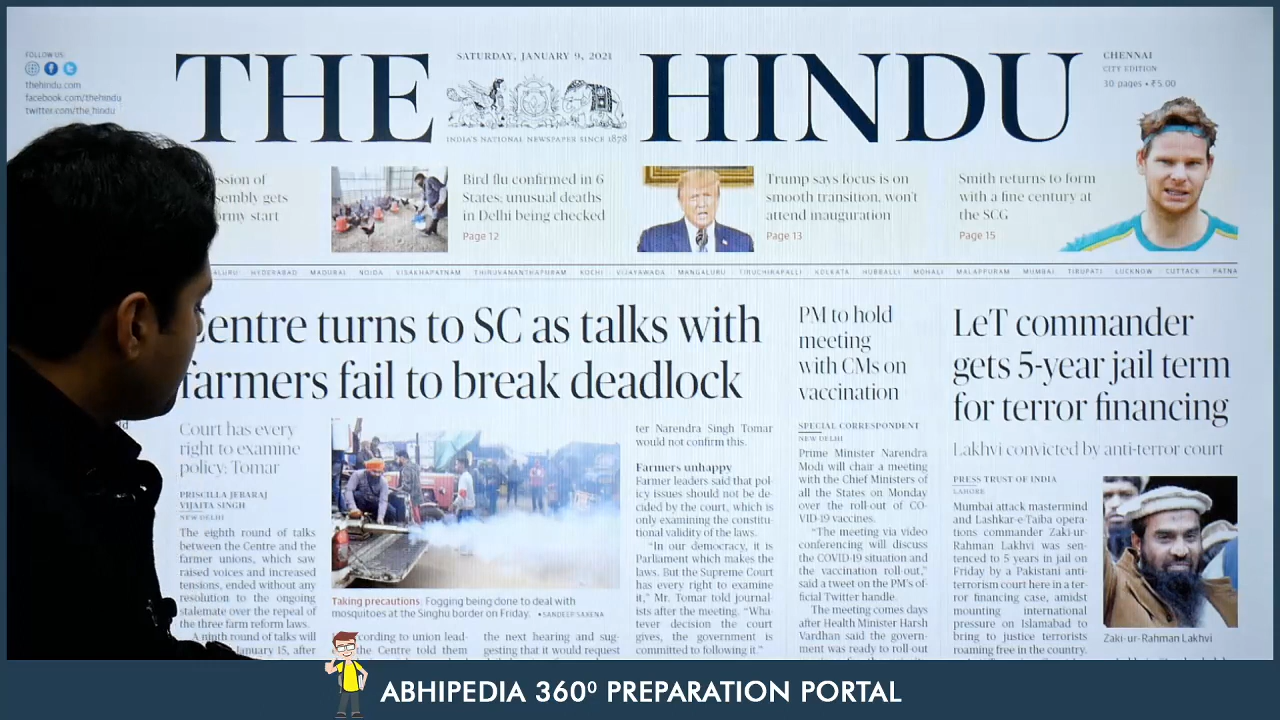 FOLLOW US:
thehindu.com
facebook.com/thehindu
twitter.com/the_hindu
THE HINDU
SATURDAY, JANUARY 9, 2021
INDIA'S NATIONAL NEWSPAPER SINCE 1878
CHENNAI
CITY EDITION
30 pages • ₹5.00
start
Bird flu confirmed in 6
States; unusual deaths
in Delhi being checked
Page 12
Trump says focus is on
smooth transition, won't
attend inauguration
Page 13
Smith returns to form
with a fine century at
the SCG
Page 15
HYDERABAD MADURAI NOIDA VISAKHAPATNAM THIRUVANANTHAPURAM KOCHI VIJAYAWADA MANGALURU TIRUCHIRAPALLI KOLKATA HUBBALLI MOHALI MALAPPURAM MUMBAI TIRUPATI LUCKNOW CUTTACK PATNA
Centre turns to SC as talks with
farmers fail to break deadlock
Court has every
right to examine
policy: Tomar
PRISCILLA JEBARAJ
VIJAITA SINGH
NEW DELHI
The eighth round of talks
between the Centre and the
farmer unions, which saw
raised voices and increased
tensions, ended without any
resolution to the ongoing
stalemate over the repeal of
the three farm reform laws.
A ninth round of talks will
January 15, after
Taking precautions: Fogging being done to deal with
mosquitoes at the Singhu border on Friday. • SANDEEP SAXENA
cording to union lead-
the Centre told them
the next hearing and sug-
gesting that it would request
ter Narendra Singh Tomar
would not confirm this.
Farmers unhappy
Farmer leaders said that pol-
icy issues should not be de-
cided by the court, which is
only examining the constitu-
tional validity of the laws.
"In our democracy, it is
Parliament which makes the
laws. But the Supreme Court
has every right to examine
it," Mr. Tomar told journal-
ists after the meeting. "Wha-
tever decision the court
gives, the government is
committed to following it."
PM to hold
meeting
with CMs on
vaccination
SPECIAL CORRESPONDENT
NEW DELHI
Prime Minister Narendra
Modi will chair a meeting
with the Chief Ministers of
all the States on Monday
over the roll-out of CO-
VID-19 vaccines.
"The meeting via video
conferencing will discuss
the COVID-19 situation and
the vaccination roll-out,"
said a tweet on the PM's of-
ficial Twitter handle.
The meeting comes days
after Health Minister Harsh
Vardhan said the govern-
ment was ready to roll out
LeT commander
gets 5-year jail term
for terror financing
Lakhvi convicted by anti-terror court
PRESS TRUST OF INDIA
LAHORE
Mumbai attack mastermind
and Lashkar-e-Taiba opera-
tions commander Zaki-ur-
Rahman Lakhvi was sen-
tenced to 5 years in jail on
Friday by a Pakistani anti-
terrorism court here in a ter-
ror financing case, amidst
mounting international
pressure on Islamabad to
bring to justice terrorists
roaming free in the country.
Zaki-ur-Rahman Lakhvi
ABHIPEDIA 360⁰ PREPARATION PORTAL